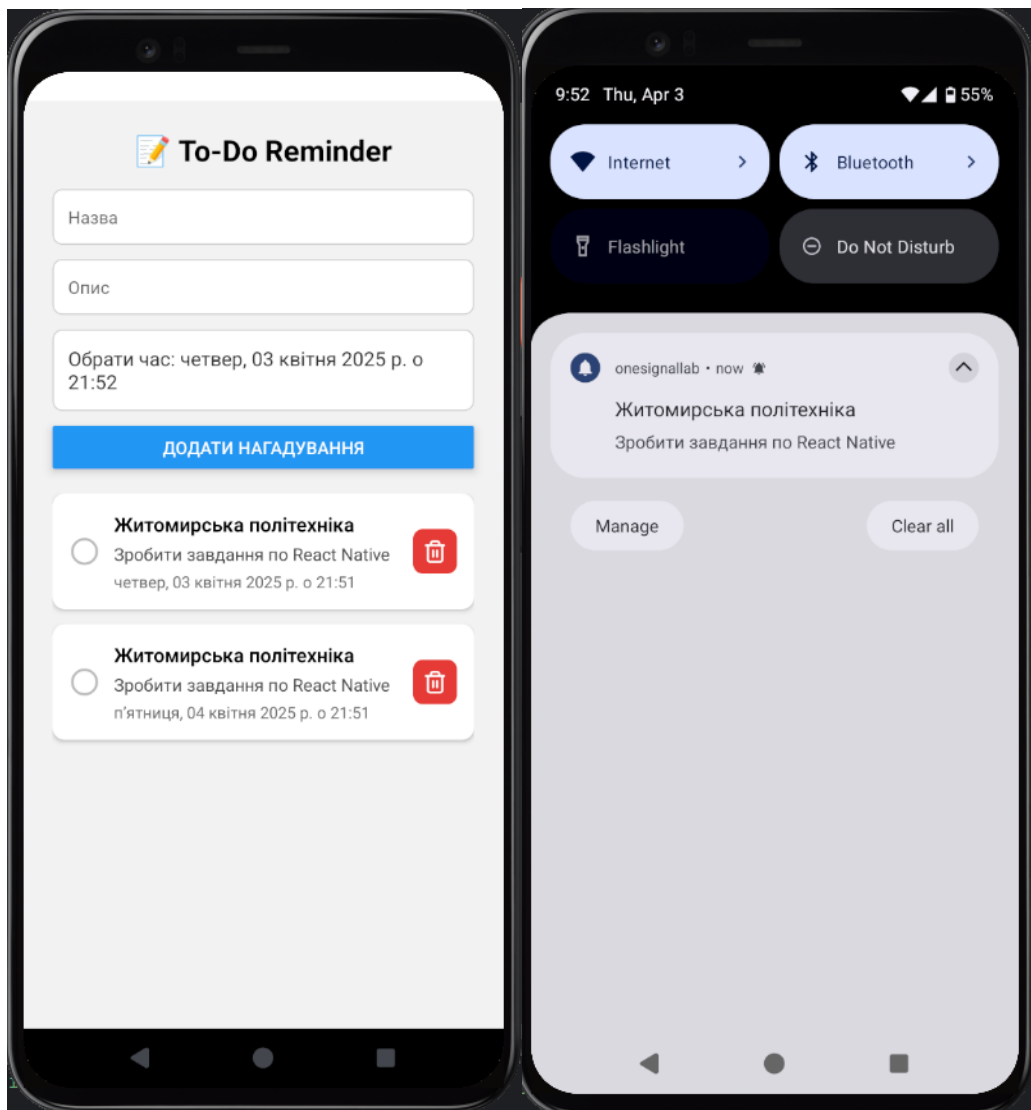 📝 To-Do Reminder
Назва
Опис
Обрати час: четвер, 03 квітня 2025 р. о
21:52
ДОДАТИ НАГАДУВАННЯ
Житомирська політехніка
Зробити завдання по React Native
четвер, 03 квітня 2025 р. о 21:51
Житомирська політехніка
Зробити завдання по React Native
п’ятниця, 04 квітня 2025 р. о 21:51
9:52 Thu, Apr 3 55%
Internet
Bluetooth
Flashlight
Do Not Disturb
onesignallab • now
Житомирська політехніка
Зробити завдання по React Native
Manage
Clear all